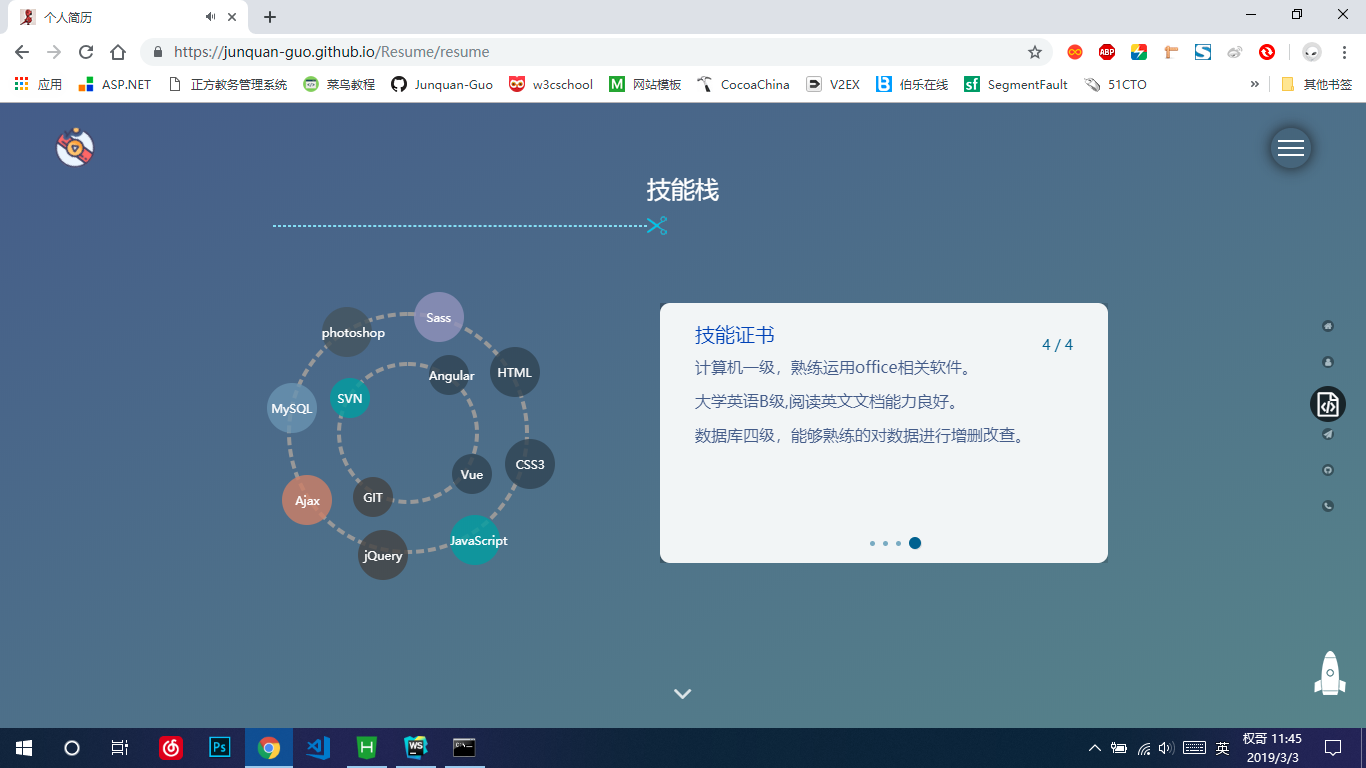 个人简历
https://junquan-guo.github.io/Resume/resume
ABP
应用 ASP.NET 正方教务管理系统 菜鸟教程 Junquan-Guo w3cschool 网站模板 CocoaChina V2EX 伯乐在线 SegmentFault 51CTO » 其他书签
技能栈
Sass
photoshop
HTML
Angular
SVN
MySQL
CSS3
Vue
GIT
Ajax
JavaScript
jQuery
技能证书
4 / 4
计算机一级，熟练运用office相关软件。
大学英语B级,阅读英文文档能力良好。
数据库四级，能够熟练的对数据进行增删改查。
Ps
H
WS
英
权哥 11:45
2019/3/3